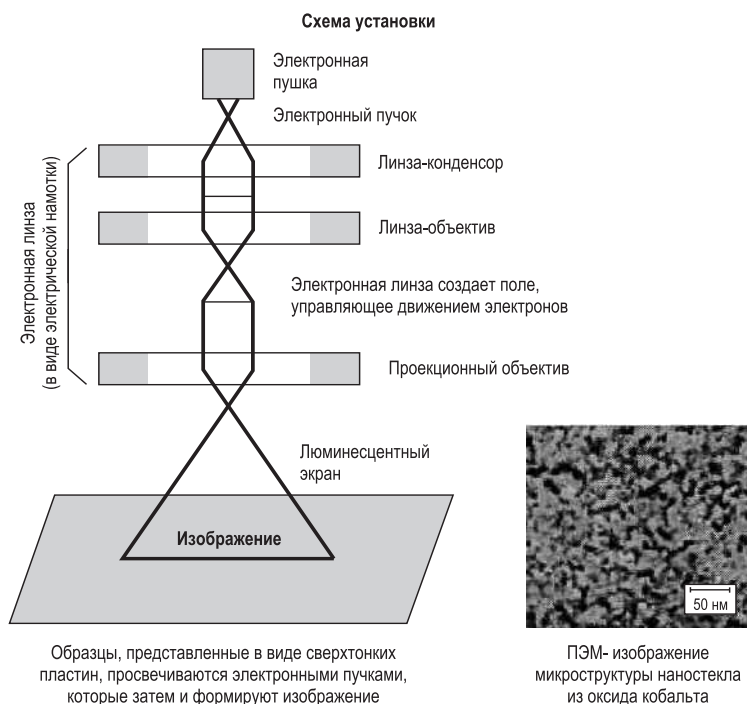 Схема установки
Электронная
пушка
Электронный пучок
Линза-конденсор
Линза-объектив
Электронная линза
(в виде электрической намотки)
Электронная линза создает поле,
управляющее движением электронов
Проекционный объектив
Люминесцентный
экран
Изображение
50 нм
Образцы, представленные в виде сверхтонких
пластин, просвечиваются электронными пучками,
которые затем и формируют изображение
ПЭМ- изображение
микроструктуры наностекла
из оксида кобальта